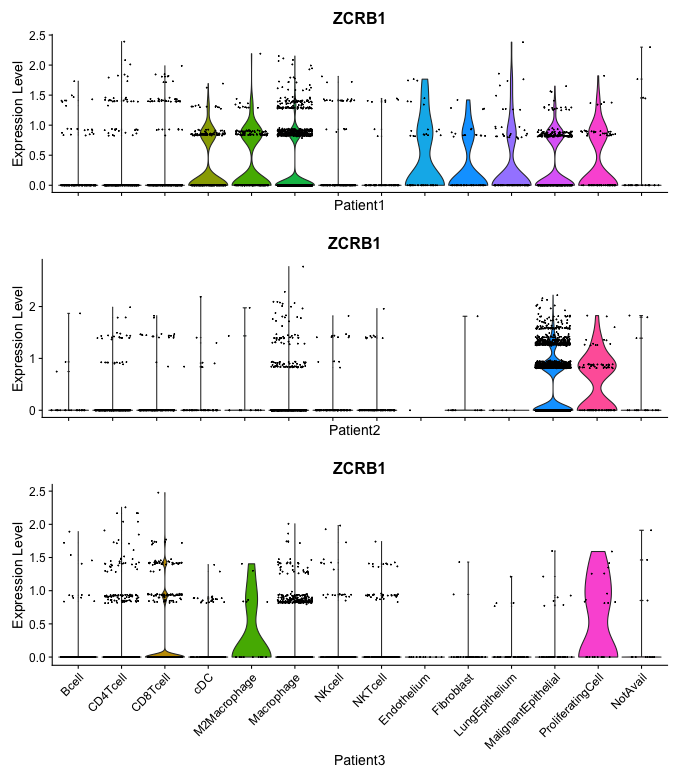 ZCRB1
Expression Level
2.5
2.0
1.5
1.0
0.5
0.0
Patient1
ZCRB1
Expression Level
2
1
0
Patient2
ZCRB1
Expression Level
2.5
2.0
1.5
1.0
0.5
0.0
Bcell
CD4Tcell
CD8Tcell
cDC
M2Macrophage
Macrophage
NKcell
NKTcell
Endothelium
Fibroblast
LungEpithelium
MalignantEpithelial
ProliferatingCell
NotAvail
Patient3